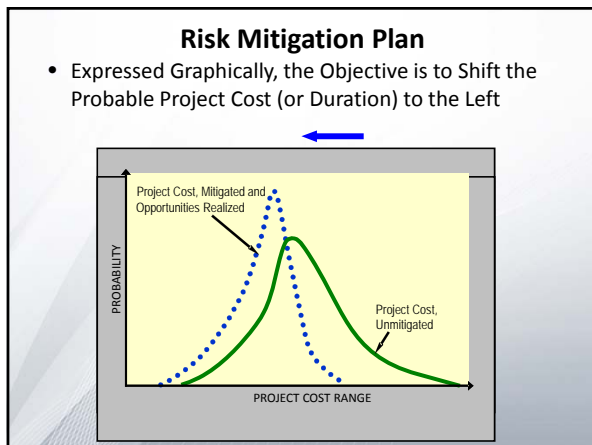 Risk Mitigation Plan
• Expressed Graphically, the Objective is to Shift the
Probable Project Cost (or Duration) to the Left
Project Cost, Mitigated and
Opportunities Realized
PROBABILITY
Project Cost,
Unmitigated
PROJECT COST RANGE